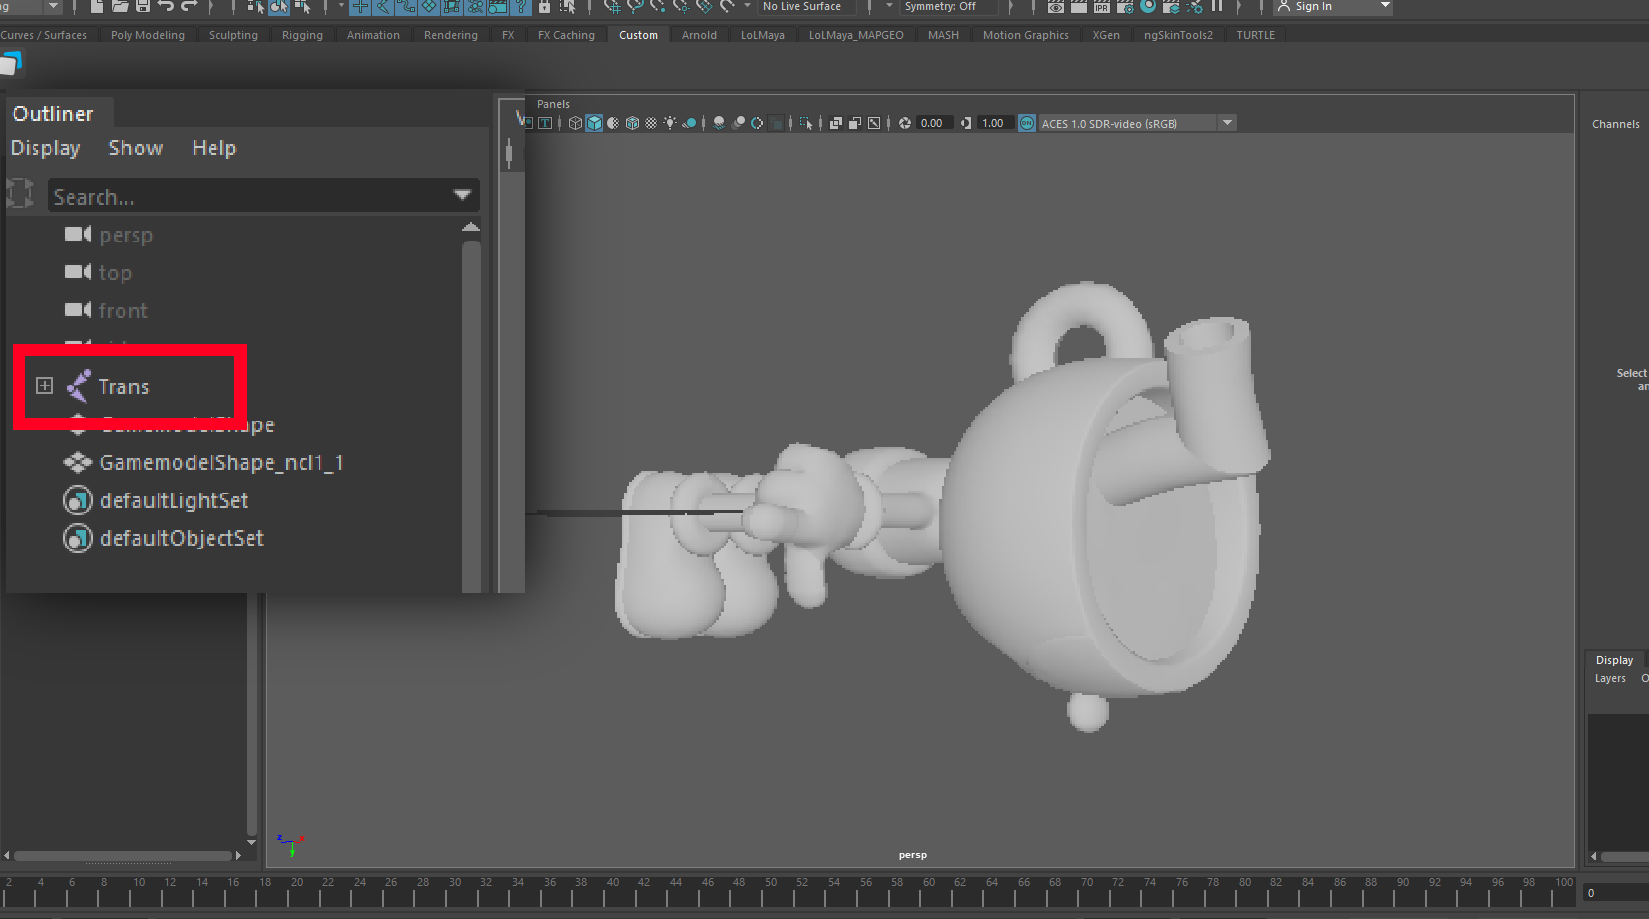 No Live Surface
Symmetry: Off
Sign In
Curves / Surfaces
Poly Modeling
Sculpting
Rigging
Animation
Rendering
FX
FX Caching
Custom
Arnold
LoLMaya
LoLMaya_MAPGEO
MASH
Motion Graphics
XGen
ngSkinTools2
TURTLE
Outliner
Display Show Help
Search...
persp
top
front
Trans
GamemodelShape
GamemodelShape_ncl1_1
defaultLightSet
defaultObjectSet
Panels
IPR
0.00
1.00
ON
ACES 1.0 SDR-video (sRGB)
Channels
Select
an
z x
y
persp
Display
Layers O
2 4 6 8 10 12 14 16 18 20 22 24 26 28 30 32 34 36 38 40 42 44 46 48 50 52 54 56 58 60 62 64 66 68 70 72 74 76 78 80 82 84 86 88 90 92 94 96 98 100
0